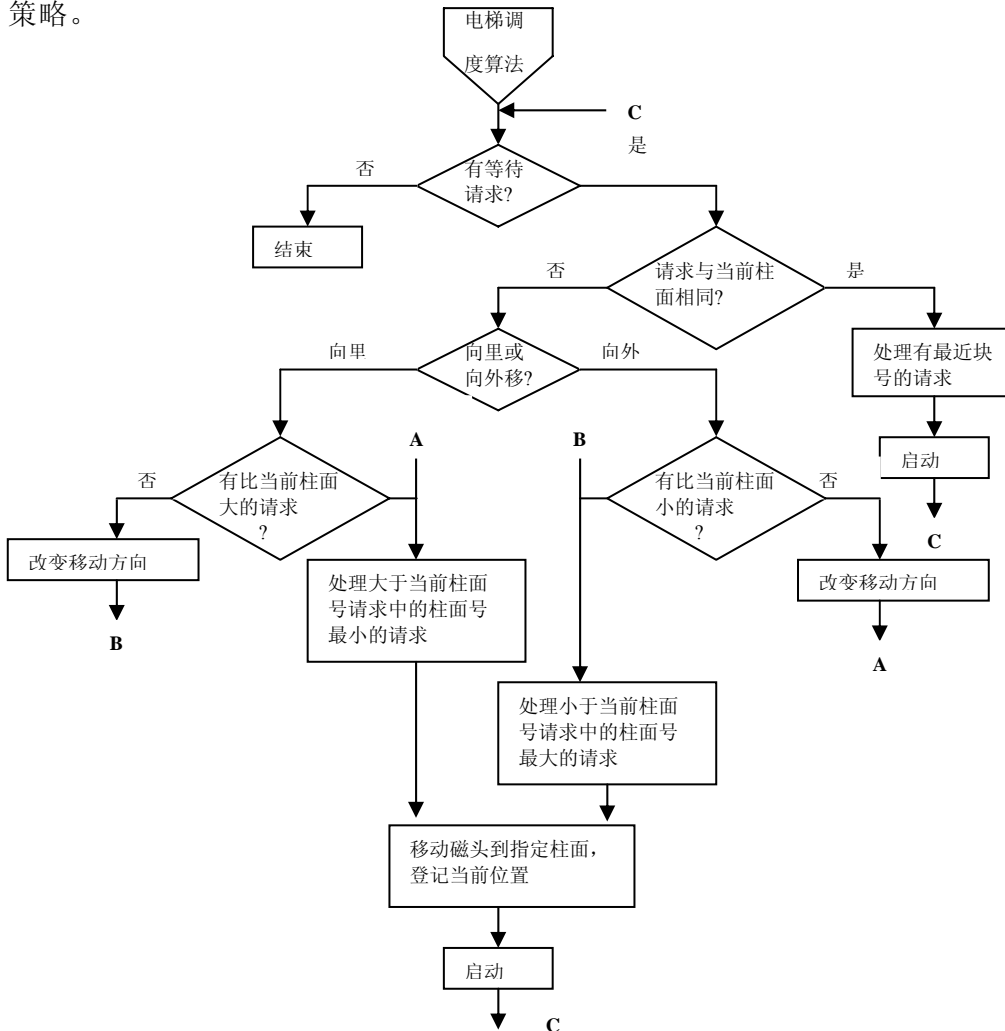 策略。
电梯调
度算法
C
是
否
有等待
请求?
结束
否
请求与当前柱
面相同?
是
向里
向里或
向外移?
向外
处理有最近块
号的请求
A
B
启动
否
有比当前柱面
大的请求
?
有比当前柱面
小的请求
?
否
C
改变移动方向
改变移动方向
处理大于当前柱面
号请求中的柱面号
最小的请求
B
A
处理小于当前柱面
号请求中的柱面号
最大的请求
移动磁头到指定柱面，
登记当前位置
启动
C